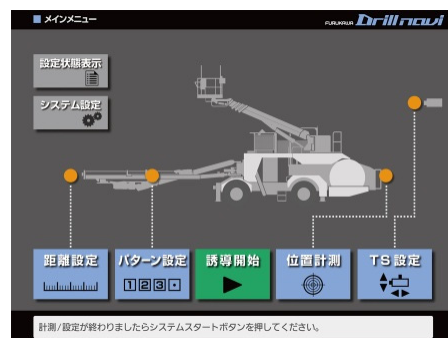 メインメニュー
FURUKAWA Drill navi
設定状態表示
システム設定
距離設定
パターン設定
123
誘導開始
位置計測
TS 設定
計測/設定が終わりましたらシステムスタートボタンを押してください。